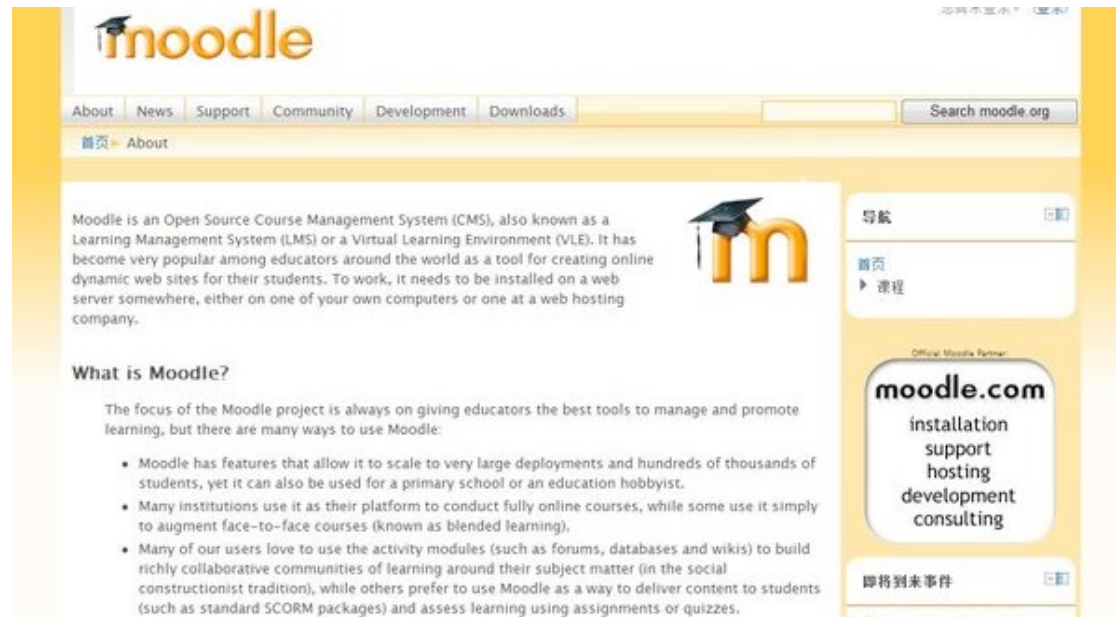 moodle
About News Support Community Development Downloads
Search moodle.org
首页 About
Moodle is an Open Source Course Management System (CMS), also known as a
Learning Management System (LMS) or a Virtual Learning Environment (VLE). It has
become very popular among educators around the world as a tool for creating online
dynamic web sites for their students. To work, it needs to be installed on a web
server somewhere, either on one of your own computers or one at a web hosting
company.
m
What is Moodle?
The focus of the Moodle project is always on giving educators the best tools to manage and promote
learning, but there are many ways to use Moodle:
• Moodle has features that allow it to scale to very large deployments and hundreds of thousands of
students, yet it can also be used for a primary school or an education hobbyist.
• Many institutions use it as their platform to conduct fully online courses, while some use it simply
to augment face-to-face courses (known as blended learning).
• Many of our users love to use the activity modules (such as forums, databases and wikis) to build
richly collaborative communities of learning around their subject matter (in the social
constructionist tradition), while others prefer to use Moodle as a way to deliver content to students
(such as standard SCORM packages) and assess learning using assignments or quizzes.
导航
首页
课程
Official Moodle Partner:
moodle.com
installation
support
hosting
development
consulting
即将到来事件